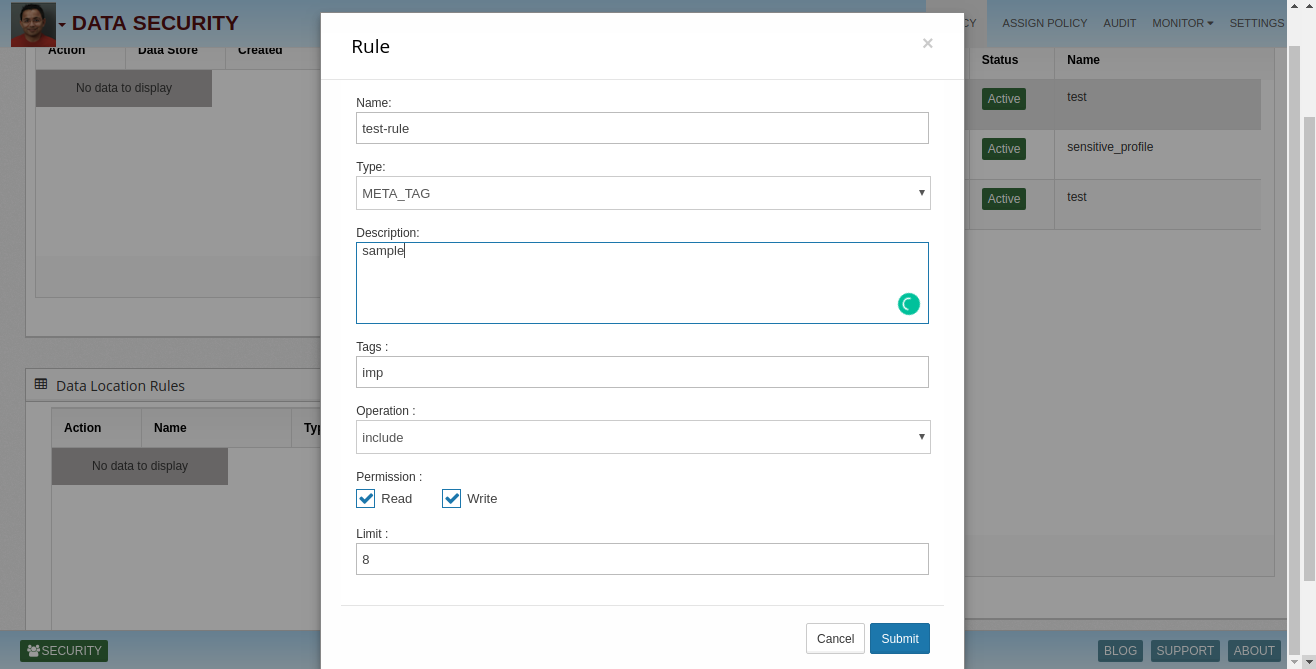 DATA SECURITY
CY
ASSIGN POLICY
AUDIT
MONITOR
SETTINGS
Action
Data Store
Created
No data to display
Data Location Rules
Action
Name
Typ
No data to display
Rule
×
Name:
test-rule
Type:
META_TAG
Description:
sample
Tags :
imp
Operation :
include
Permission :
Read
Write
Limit :
8
Cancel
Submit
Status
Name
Active
test
Active
sensitive_profile
Active
test
SECURITY
BLOG
SUPPORT
ABOUT